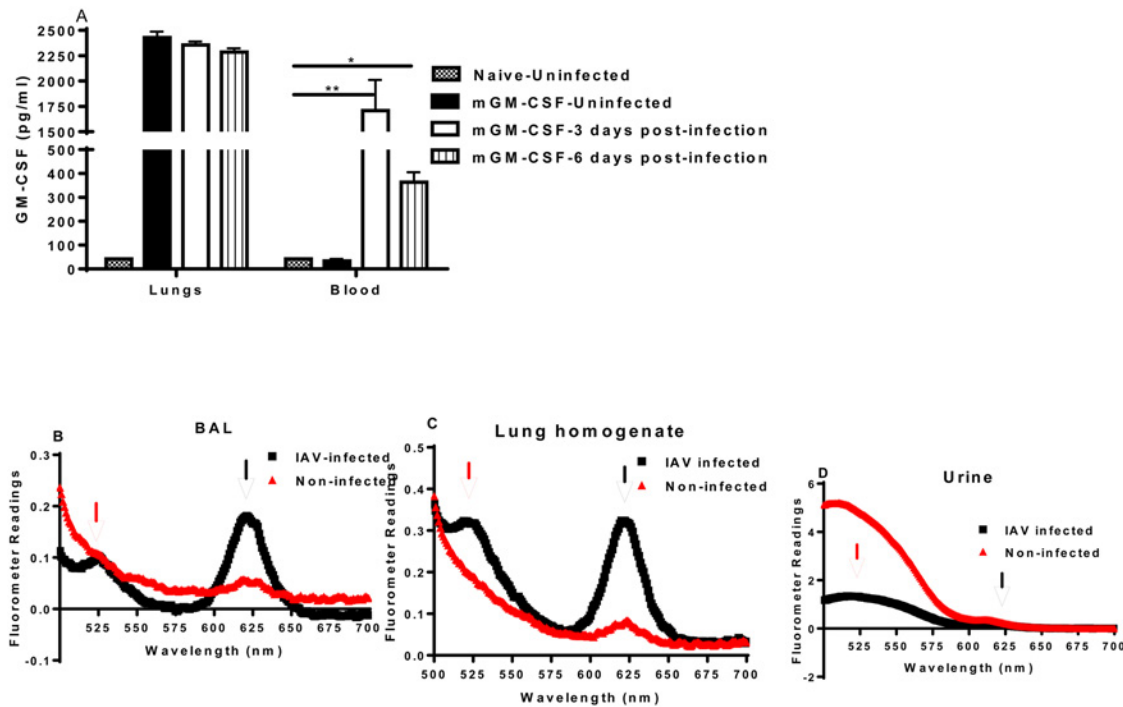 A
GM-CSF (pg/ml)
2500
2250
2000
1750
1500
500
400
300
200
100
0
Lungs
Blood
*
**
Naive-Uninfected
mGM-CSF-Uninfected
mGM-CSF-3 days post-infection
mGM-CSF-6 days post-infection
B
BAL
Fluorometer Readings
0.3
0.2
0.1
0.0
-0.1
525 550 575 600 625 650 675 700
Wavelength (nm)
IAV-infected
Non-infected
C
Lung homogenate
Fluorometer Readings
0.5
0.4
0.3
0.2
0.1
0.0
500 525 550 575 600 625 650 675 700
Wavelength (nm)
IAV infected
Non-infected
D
Urine
Fluorometer Readings
6
4
2
0
-2
525 550 575 600 625 650 675 700
Wavelength (nm)
IAV infected
Non-infected